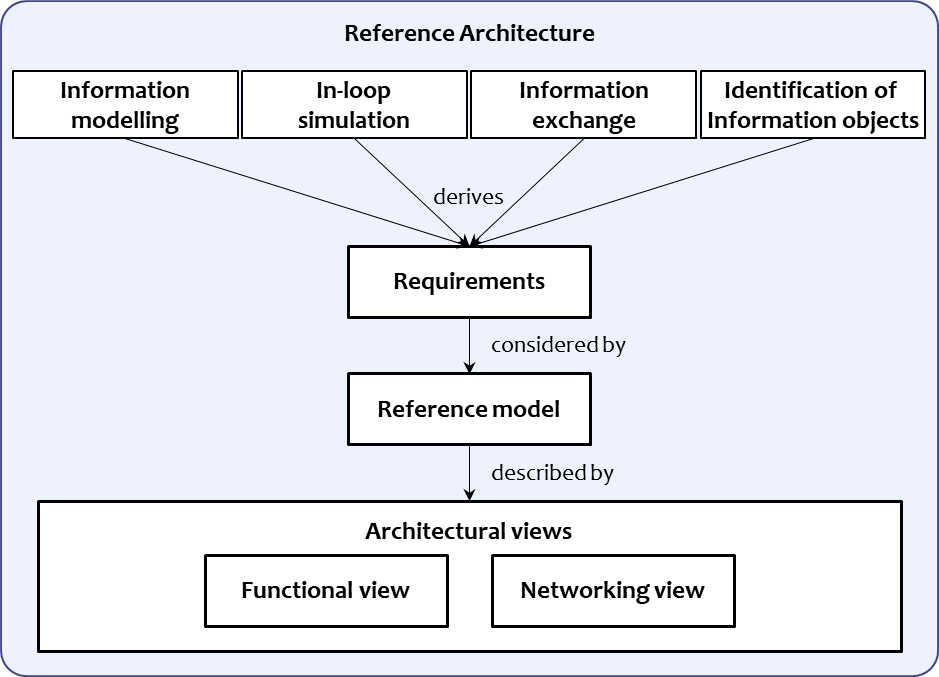 Reference Architecture
Information
modelling
In-loop
simulation
Information
exchange
Identification of
Information objects
derives
Requirements
considered by
Reference model
described by
Architectural views
Functional view
Networking view